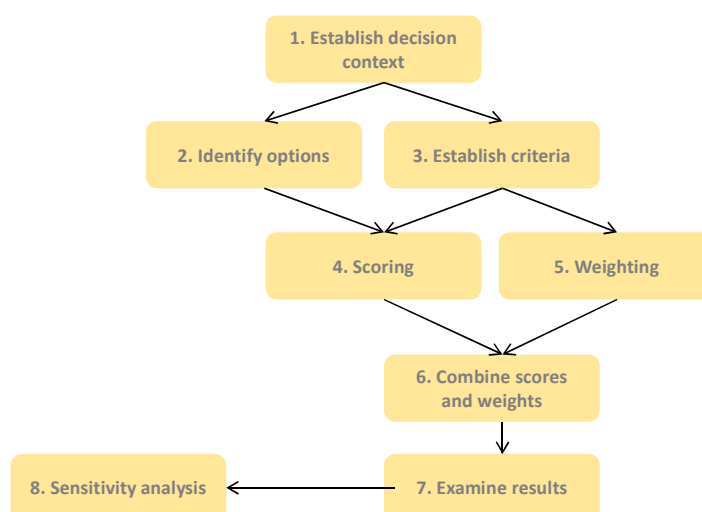 1. Establish decision
context
2. Identify options
3. Establish criteria
4. Scoring
5. Weighting
6. Combine scores
and weights
8. Sensitivity analysis
7. Examine results